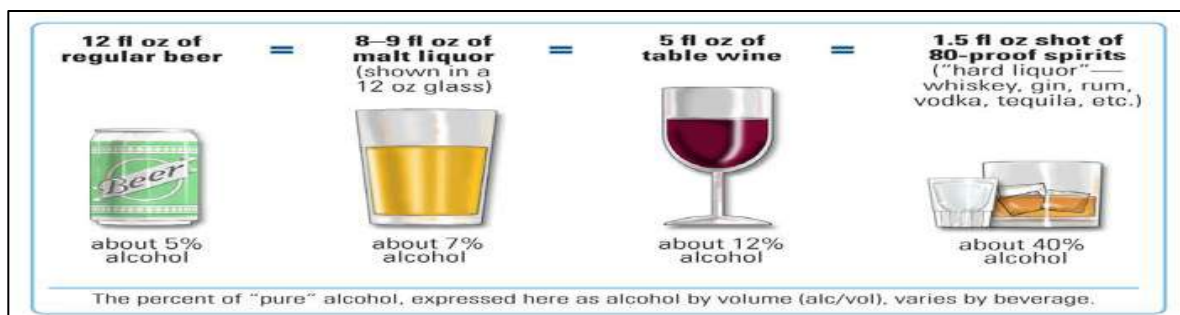 12 fl oz of
regular beer
=
8–9 fl oz of
malt liquor
(shown in a
12 oz glass)
=
5 fl oz of
table wine
=
1.5 fl oz shot of
80-proof spirits
("hard liquor"—
whiskey, gin, rum,
vodka, tequila, etc.)
Beer
about 5%
alcohol
about 7%
alcohol
about 12%
alcohol
about 40%
alcohol
The percent of "pure" alcohol, expressed here as alcohol by volume (alc/vol), varies by beverage.